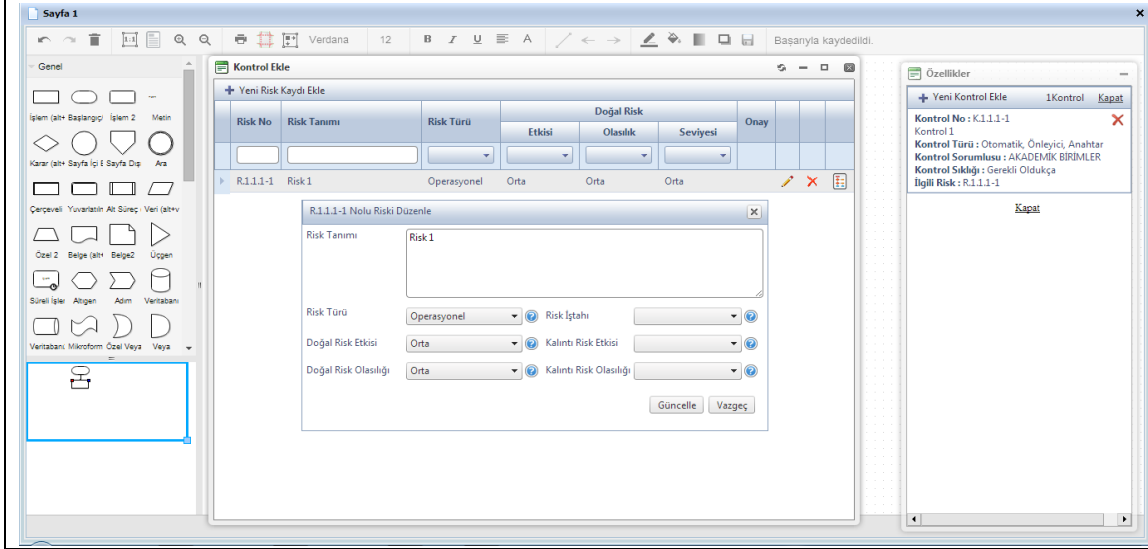 Sayfa 1
Verdana 12 B I U A Başarıyla kaydedildi.
Genel
İşlem (alt+ Başlangıç/ İşlem 2 Metin
Karar (alt+ Sayfa İçi E Sayfa Dış Ara
Çerçeveli Yuvarlatılm Alt Süreç Veri (alt+v
Özel 2 Belge (alt+ Belge2 Üçgen
Süreli İşler Altıgen Adım Veritabanı
Veritabanı Mikroform Özel Veya Veya
Kontrol Ekle
Yeni Risk Kaydı Ekle
Risk No Risk Tanımı Risk Türü Doğal Risk Onay
Etkisi Olasılık Seviyesi
R.1.1.1-1 Risk 1 Operasyonel Orta Orta Orta
R.1.1.1-1 Nolu Riski Düzenle
Risk Tanımı Risk 1
Risk Türü Operasyonel Risk İştahı
Doğal Risk Etkisi Orta Kalıntı Risk Etkisi
Doğal Risk Olasılığı Orta Kalıntı Risk Olasılığı
Güncelle Vazgeç
Özellikler
Yeni Kontrol Ekle 1Kontrol Kapat
Kontrol No : K.1.1.1-1
Kontrol 1
Kontrol Türü : Otomatik, Önleyici, Anahtar
Kontrol Sorumlusu : AKADEMİK BİRİMLER
Kontrol Sıklığı : Gerekli Oldukça
İlgili Risk : R.1.1.1-1
Kapat